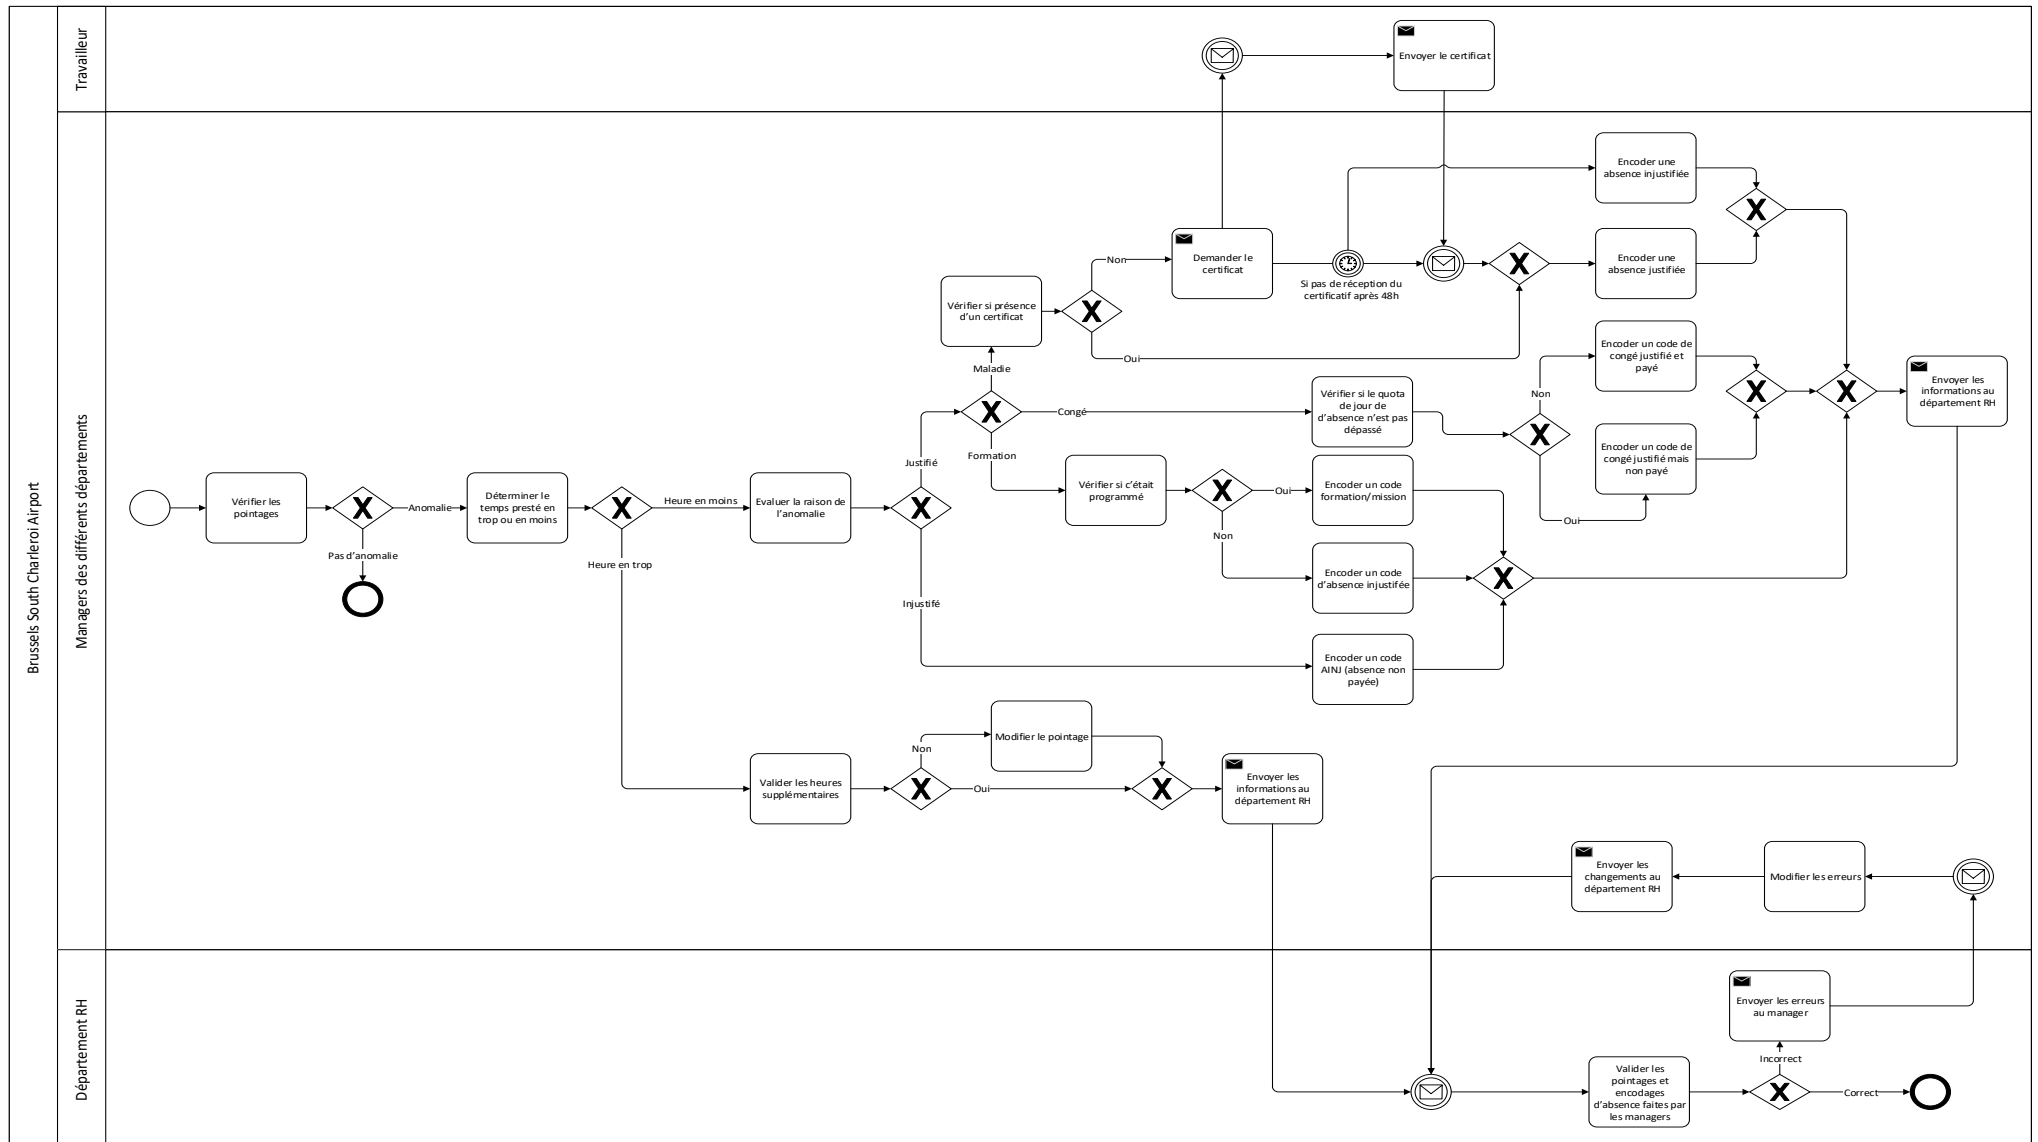 Brussels South Charleroi Airport
Travailleur
Envoyer le certificat
Managers des différents départements
Encoder une
absence injustifiée
Non
Demander le
certificat
Encoder une
absence justifiée
Si pas de réception du
certificatif après 48h
Vérifier si présence
d'un certificat
Oui
Encoder un code de
congé justifié et
payé
Maladie
Envoyer les
informations au
département RH
Congé
Vérifier si le quota
de jour de
d'absence n'est pas
dépassé
Non
Encoder un code de
congé justifié mais
non payé
Oui
Justifié
Formation
Vérifier si c'était
programmé
Oui
Encoder un code
formation/mission
Non
Encoder un code
d'absence injustifiée
Vérifier les
pointages
Anomalie
Déterminer le
temps presté en
trop ou en moins
Heure en moins
Evaluer la raison de
l'anomalie
Pas d'anomalie
Heure en trop
Injustifé
Encoder un code
AINJ (absence non
payée)
Modifier le pointage
Non
Valider les heures
supplémentaires
Oui
Envoyer les
informations au
département RH
Envoyer les
changements au
département RH
Modifier les erreurs
Département RH
Envoyer les erreurs
au manager
Incorrect
Valider les
pointages et
encodages
d'absence faites par
les managers
Correct